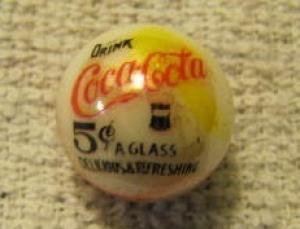 DRINK
Coca-Cola
5¢
A GLASS
DELICIOUS & REFRESHING